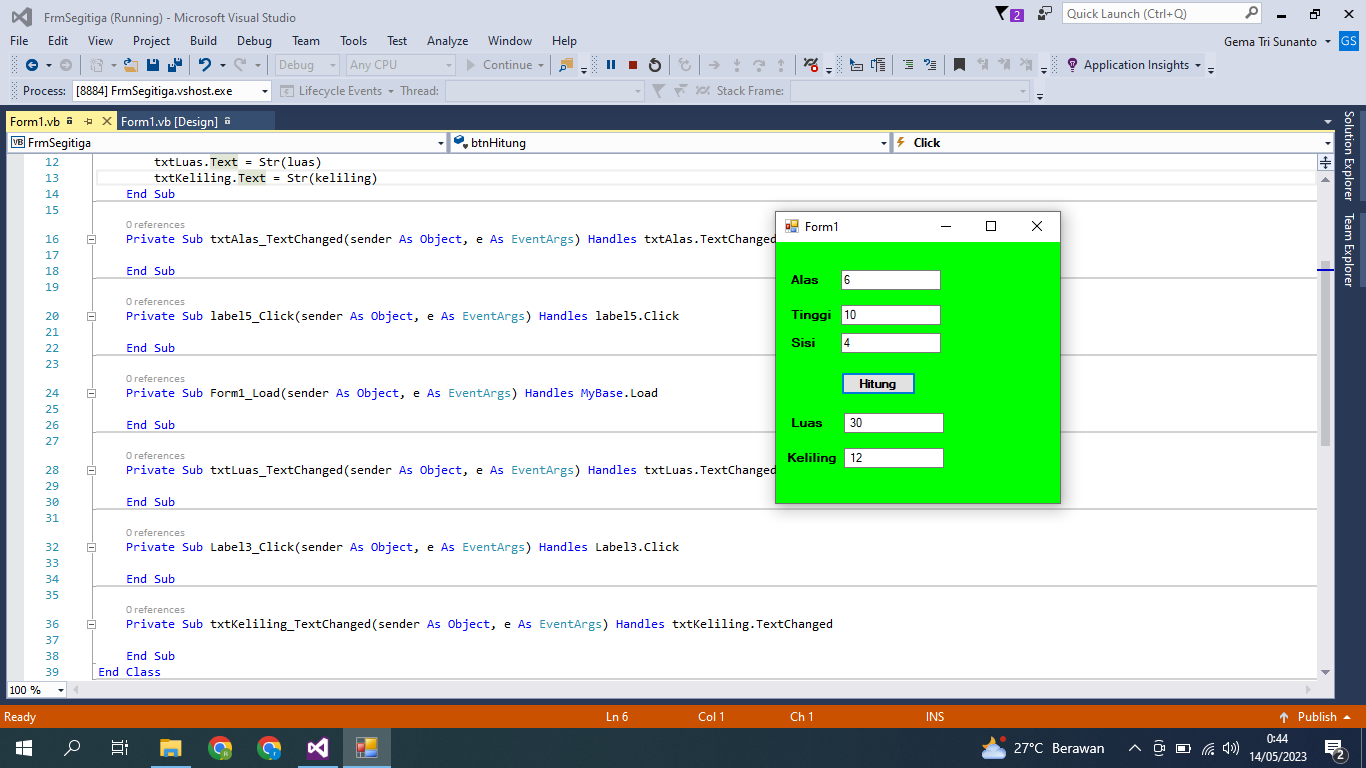 FrmSegitiga (Running) - Microsoft Visual Studio
2
Quick Launch (Ctrl+Q)
File Edit View Project Build Debug Team Tools Test Analyze Window Help
Gema Tri Sunanto GS
Debug Any CPU Continue Application Insights
Process: [8884] FrmSegitiga.vshost.exe Lifecycle Events Thread: Stack Frame:
Form1.vb Form1.vb [Design]
VB FrmSegitiga btnHitung Click
12 txtLuas.Text = Str(luas)
13 txtKeliling.Text = Str(keliling)
14 End Sub
15
0 references
16 Private Sub txtAlas_TextChanged(sender As Object, e As EventArgs) Handles txtAlas.TextChanged
17
18 End Sub
19
0 references
20 Private Sub label5_Click(sender As Object, e As EventArgs) Handles label5.Click
21
22 End Sub
23
0 references
24 Private Sub Form1_Load(sender As Object, e As EventArgs) Handles MyBase.Load
25
26 End Sub
27
0 references
28 Private Sub txtLuas_TextChanged(sender As Object, e As EventArgs) Handles txtLuas.TextChanged
29
30 End Sub
31
0 references
32 Private Sub Label3_Click(sender As Object, e As EventArgs) Handles Label3.Click
33
34 End Sub
35
0 references
36 Private Sub txtKeliling_TextChanged(sender As Object, e As EventArgs) Handles txtKeliling.TextChanged
37
38 End Sub
39 End Class
Form1
Alas 6
Tinggi 10
Sisi 4
Hitung
Luas 30
Keliling 12
Solution Explorer
Team Explorer
100 %
Ready Ln 6 Col 1 Ch 1 INS Publish
27°C Berawan
0:44
14/05/2023
2